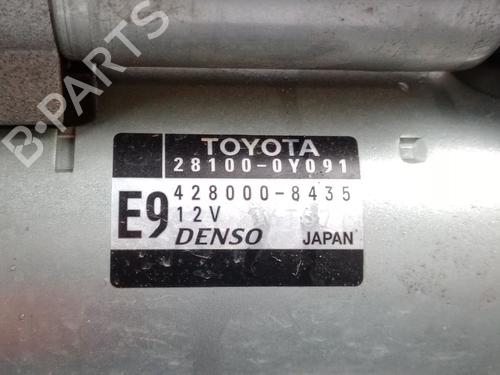 B-PARTS
TOYOTA
28100-0Y091
428000-8435
E9
12V
DENSO JAPAN